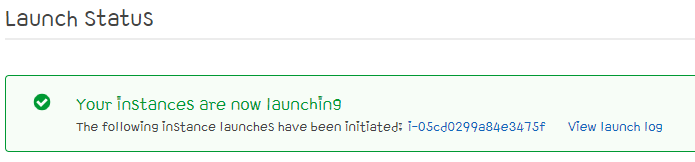 Launch Status
Your instances are now launching
The following instance launches have been initiated: i-05cd0299a84e3475f View launch log